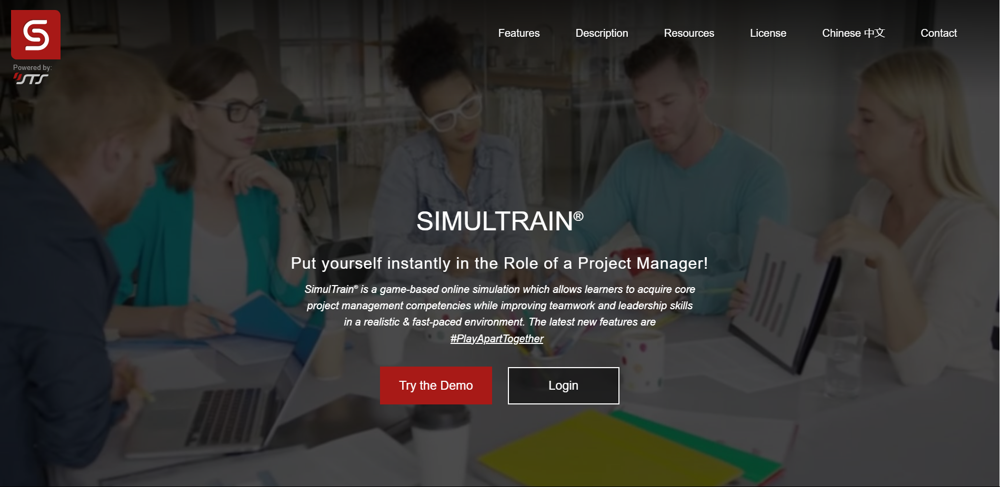 S
Powered by:
STS
Features
Description
Resources
License
Chinese 中文
Contact
SIMULTRAIN®
Put yourself instantly in the Role of a Project Manager!
SimulTrain® is a game-based online simulation which allows learners to acquire core
project management competencies while improving teamwork and leadership skills
in a realistic & fast-paced environment. The latest new features are
#PlayApartTogether
Try the Demo
Login